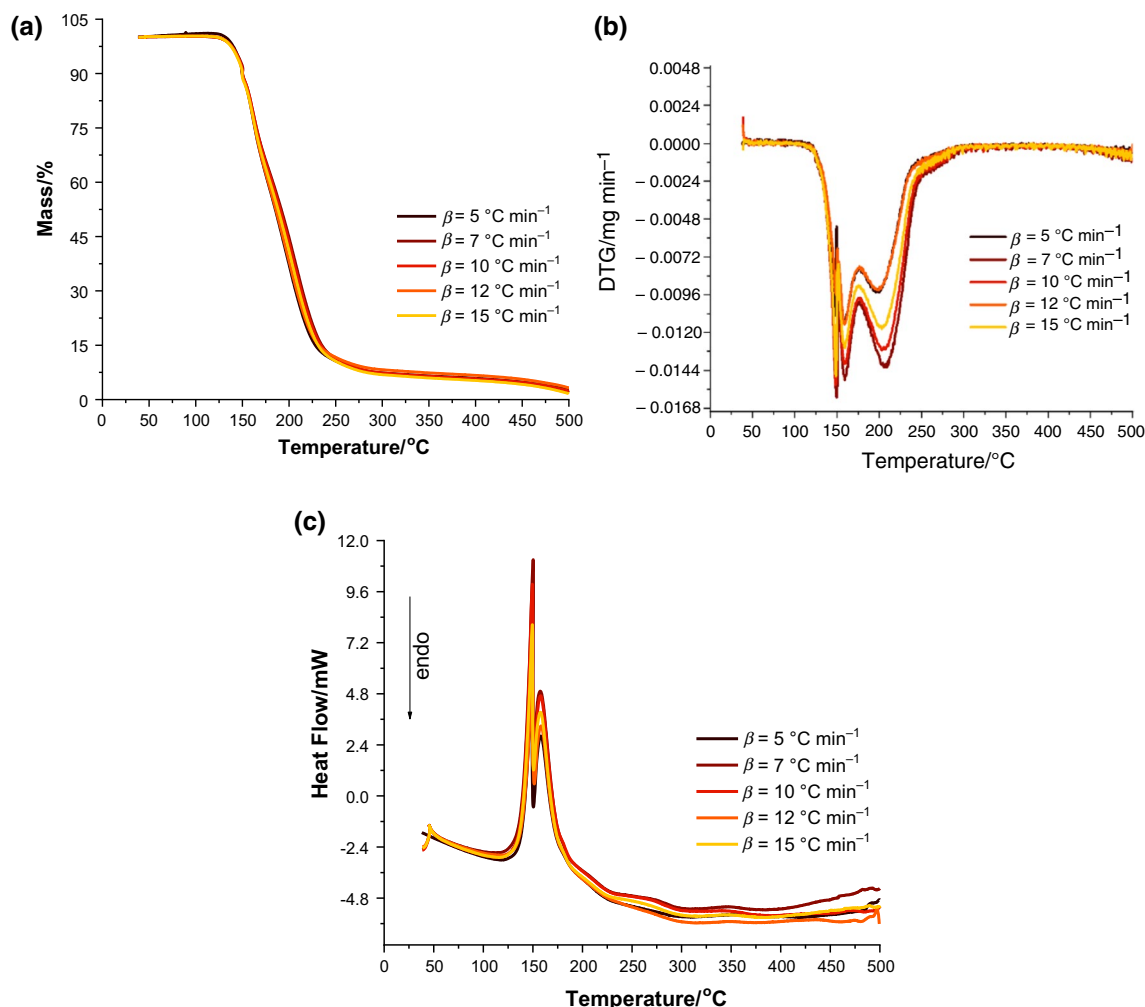 (a)
105
90
75
60
45
30
15
0
Mass/%
0 50 100 150 200 250 300 350 400 450 500
Temperature/°C
β = 5 °C min⁻¹
β = 7 °C min⁻¹
β = 10 °C min⁻¹
β = 12 °C min⁻¹
β = 15 °C min⁻¹
(b)
0.0048
0.0024
0.0000
– 0.0024
– 0.0048
– 0.0072
– 0.0096
– 0.0120
– 0.0144
– 0.0168
DTG/mg min⁻¹
0 50 100 150 200 250 300 350 400 450 500
Temperature/°C
β = 5 °C min⁻¹
β = 7 °C min⁻¹
β = 10 °C min⁻¹
β = 12 °C min⁻¹
β = 15 °C min⁻¹
(c)
12.0
9.6
7.2
4.8
2.4
0.0
-2.4
-4.8
Heat Flow/mW
endo
0 50 100 150 200 250 300 350 400 450 500
Temperature/°C
β = 5 °C min⁻¹
β = 7 °C min⁻¹
β = 10 °C min⁻¹
β = 12 °C min⁻¹
β = 15 °C min⁻¹